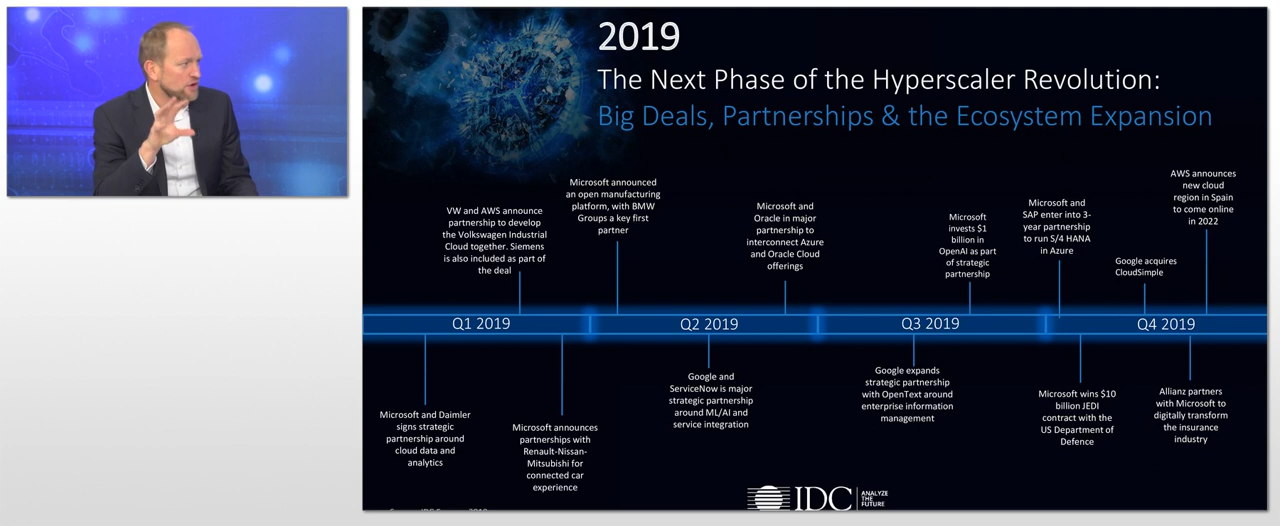 2019
The Next Phase of the Hyperscaler Revolution:
Big Deals, Partnerships & the Ecosystem Expansion
VW and AWS announce
partnership to develop
the Volkswagen Industrial
Cloud together. Siemens
is also included as part of
the deal
Microsoft announced
an open manufacturing
platform, with BMW
Groups a key first
partner
Microsoft and
Oracle in major
partnership to
interconnect Azure
and Oracle Cloud
offerings
Microsoft
invests $1
billion in
OpenAI as part
of strategic
partnership
Microsoft and
SAP enter into 3-
year partnership
to run S/4 HANA
in Azure
Google acquires
CloudSimple
AWS announces
new cloud
region in Spain
to come online
in 2022
Q1 2019
Q2 2019
Q3 2019
Q4 2019
Microsoft and Daimler
signs strategic
partnership around
cloud data and
analytics
Microsoft announces
partnerships with
Renault-Nissan-
Mitsubishi for
connected car
experience
Google and
ServiceNow is major
strategic partnership
around ML/AI and
service integration
Google expands
strategic partnership
with OpenText around
enterprise information
management
Microsoft wins $10
billion JEDI
contract with the
US Department of
Defence
Allianz partners
with Microsoft to
digitally transform
the insurance
industry
IDC
ANALYZE
THE
FUTURE